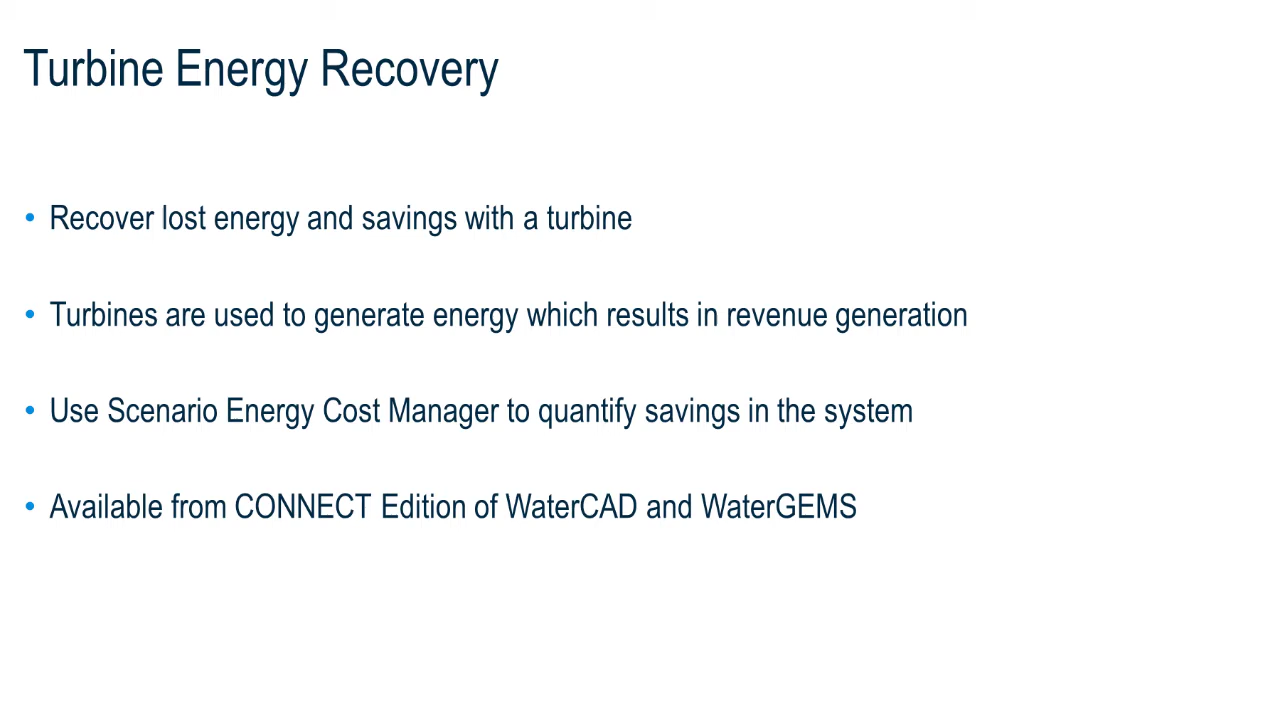 Turbine Energy Recovery
• Recover lost energy and savings with a turbine
• Turbines are used to generate energy which results in revenue generation
• Use Scenario Energy Cost Manager to quantify savings in the system
• Available from CONNECT Edition of WaterCAD and WaterGEMS